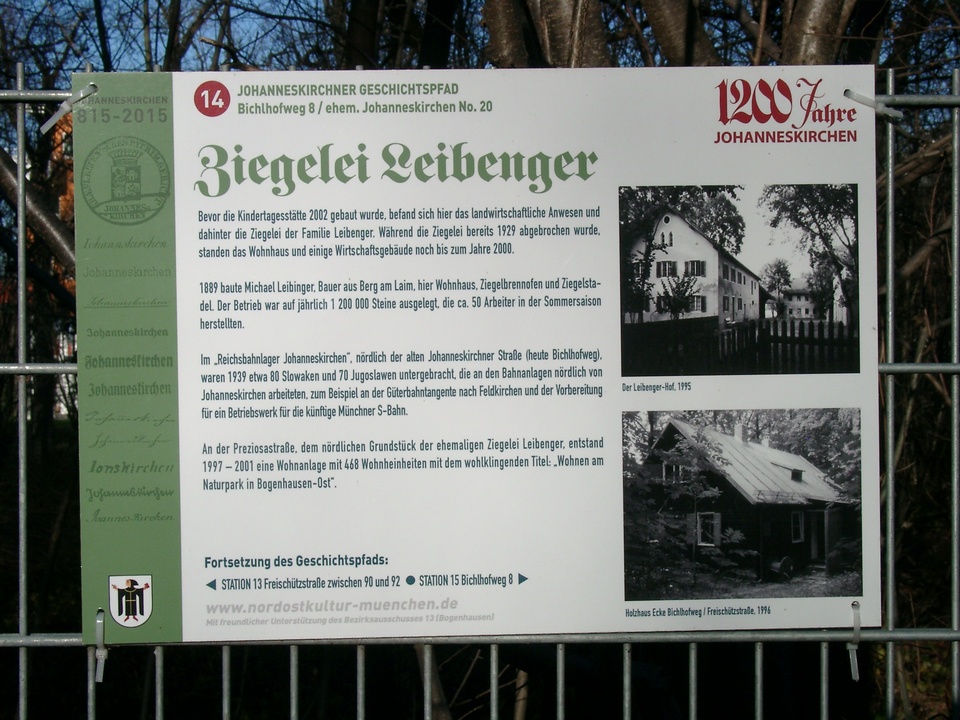 JOHANNESKIRCHEN
815-2015
JOHANNES
KIRCHEN
Johanneskirchen
Johanneskirchen
Johanneskirchen
Johanneskirchen
Johanneskirchen
Johanneskirchen
14
JOHANNESKIRCHNER GESCHICHTSPFAD
Bichlhofweg 8 / ehem. Johanneskirchen No. 20
1200 Jahre
JOHANNESKIRCHEN
Ziegelei Leibenger
Bevor die Kindertagesstätte 2002 gebaut wurde, befand sich hier das landwirtschaftliche Anwesen und
dahinter die Ziegelei der Familie Leibenger. Während die Ziegelei bereits 1929 abgebrochen wurde,
standen das Wohnhaus und einige Wirtschaftsgebäude noch bis zum Jahre 2000.
1889 baute Michael Leibinger, Bauer aus Berg am Laim, hier Wohnhaus, Ziegelbrennofen und Ziegelsta-
del. Der Betrieb war auf jährlich 1 200 000 Steine ausgelegt, die ca. 50 Arbeiter in der Sommersaison
herstellten.
Im „Reichsbahnlager Johanneskirchen", nördlich der alten Johanneskirchner Straße (heute Bichlhofweg),
waren 1939 etwa 80 Slowaken und 70 Jugoslawen untergebracht, die an den Bahnanlagen nördlich von
Johanneskirchen arbeiteten, zum Beispiel an der Güterbahntangente nach Feldkirchen und der Vorbereitung
für ein Betriebswerk für die künftige Münchner S-Bahn.
An der Preziosastraße, dem nördlichen Grundstück der ehemaligen Ziegelei Leibenger, entstand
1997 – 2001 eine Wohnanlage mit 468 Wohneinheiten mit dem wohlklingenden Titel: „Wohnen am
Naturpark in Bogenhausen-Ost".
Der Leibenger-Hof, 1995
Holzhaus Ecke Bichlhofweg / Freischützstraße, 1996
Fortsetzung des Geschichtspfads:
◀ STATION 13 Freischützstraße zwischen 90 und 92 ● STATION 15 Bichlhofweg 8 ▶
www.nordostkultur-muenchen.de
Mit freundlicher Unterstützung des Bezirksausschusses 13 (Bogenhausen)